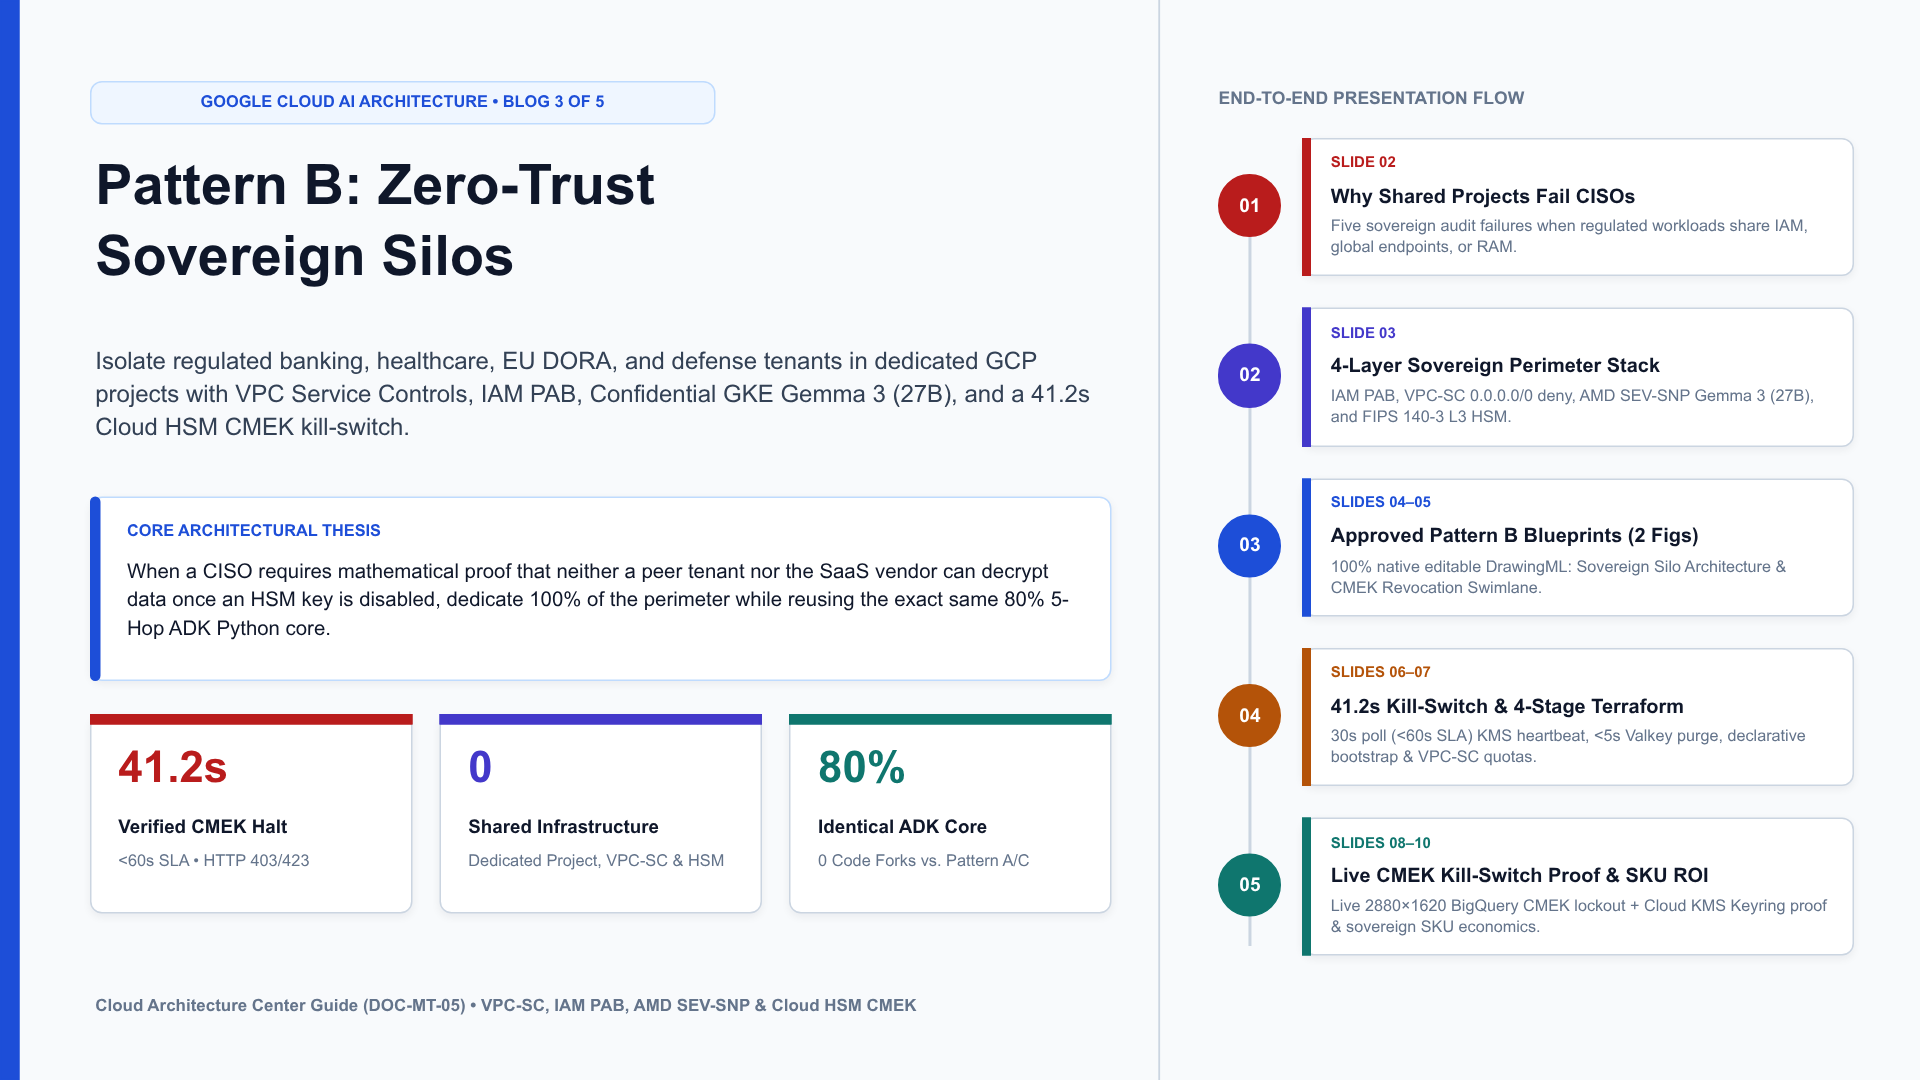 GOOGLE CLOUD AI ARCHITECTURE • BLOG 3 OF 5
Pattern B: Zero-Trust
Sovereign Silos
Isolate regulated banking, healthcare, EU DORA, and defense tenants in dedicated GCP
projects with VPC Service Controls, IAM PAB, Confidential GKE Gemma 3 (27B), and a 41.2s
Cloud HSM CMEK kill-switch.
CORE ARCHITECTURAL THESIS
When a CISO requires mathematical proof that neither a peer tenant nor the SaaS vendor can decrypt
data once an HSM key is disabled, dedicate 100% of the perimeter while reusing the exact same 80% 5-
Hop ADK Python core.
41.2s
Verified CMEK Halt
<60s SLA • HTTP 403/423
0
Shared Infrastructure
Dedicated Project, VPC-SC & HSM
80%
Identical ADK Core
0 Code Forks vs. Pattern A/C
Cloud Architecture Center Guide (DOC-MT-05) • VPC-SC, IAM PAB, AMD SEV-SNP & Cloud HSM CMEK
END-TO-END PRESENTATION FLOW
01
SLIDE 02
Why Shared Projects Fail CISOs
Five sovereign audit failures when regulated workloads share IAM,
global endpoints, or RAM.
02
SLIDE 03
4-Layer Sovereign Perimeter Stack
IAM PAB, VPC-SC 0.0.0.0/0 deny, AMD SEV-SNP Gemma 3 (27B),
and FIPS 140-3 L3 HSM.
03
SLIDES 04–05
Approved Pattern B Blueprints (2 Figs)
100% native editable DrawingML: Sovereign Silo Architecture &
CMEK Revocation Swimlane.
04
SLIDES 06–07
41.2s Kill-Switch & 4-Stage Terraform
30s poll (<60s SLA) KMS heartbeat, <5s Valkey purge, declarative
bootstrap & VPC-SC quotas.
05
SLIDES 08–10
Live CMEK Kill-Switch Proof & SKU ROI
Live 2880×1620 BigQuery CMEK lockout + Cloud KMS Keyring proof
& sovereign SKU economics.